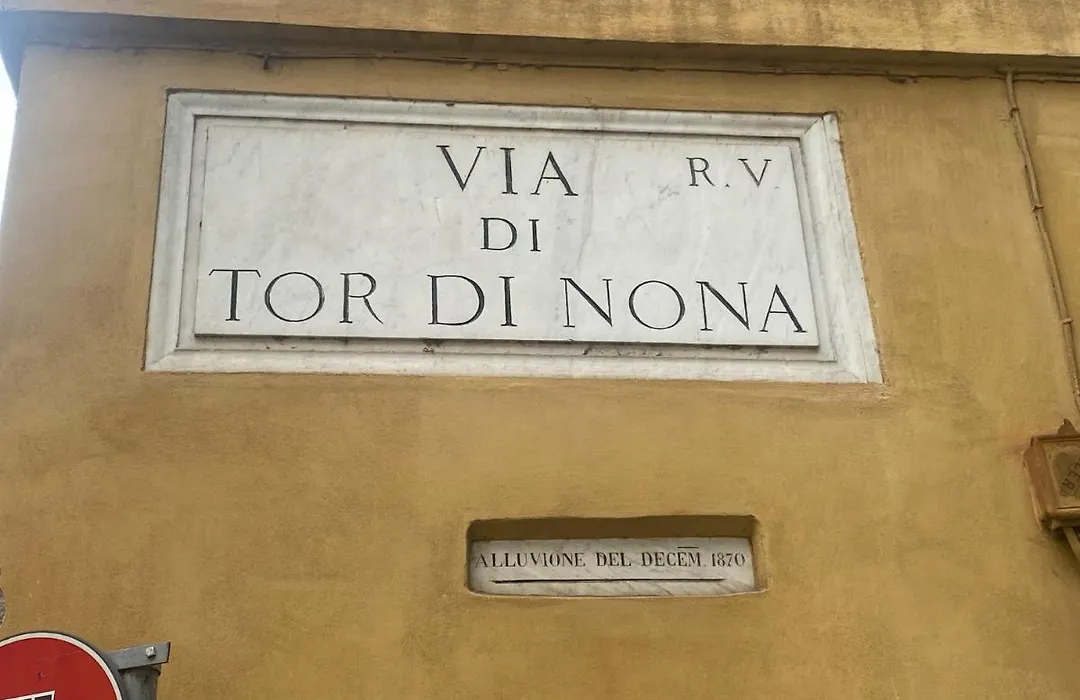 VIA R.V.
DI
TOR DI NONA
ALLUVIONE DEL DECEM̅. 1870